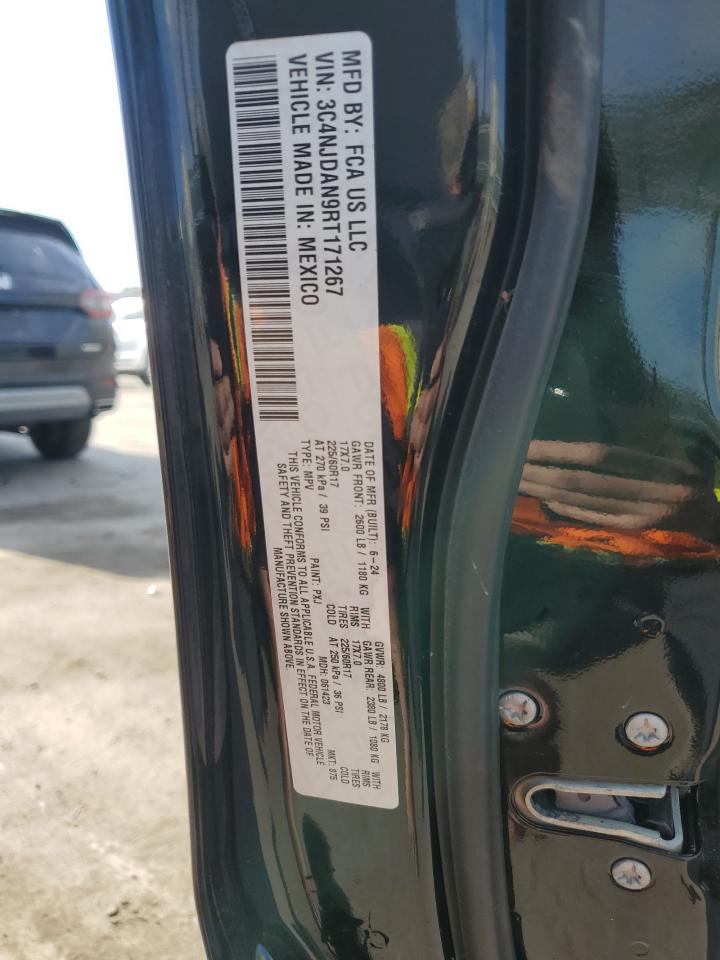 MFD BY: FCA US LLC
VIN: 3C4NJDAN9RT171267
VEHICLE MADE IN: MEXICO
DATE OF MFR (BUILT): 6-24 GVWR: 4800 LB / 2178 KG
GAWR FRONT: 2600 LB / 1180 KG WITH GAWR REAR: 2380 LB / 1080 KG WITH
17X7.0 RIMS 17X7.0 RIMS
225/60R17 TIRES 225/60R17 TIRES
AT 270 kPa / 39 PSI COLD AT 250 kPa / 36 PSI COLD
TYPE: MPV PAINT: PXJ MDH: 061423 MKT: 875
THIS VEHICLE CONFORMS TO ALL APPLICABLE U.S.A. FEDERAL MOTOR VEHICLE
SAFETY AND THEFT PREVENTION STANDARDS IN EFFECT ON THE DATE OF
MANUFACTURE SHOWN ABOVE.